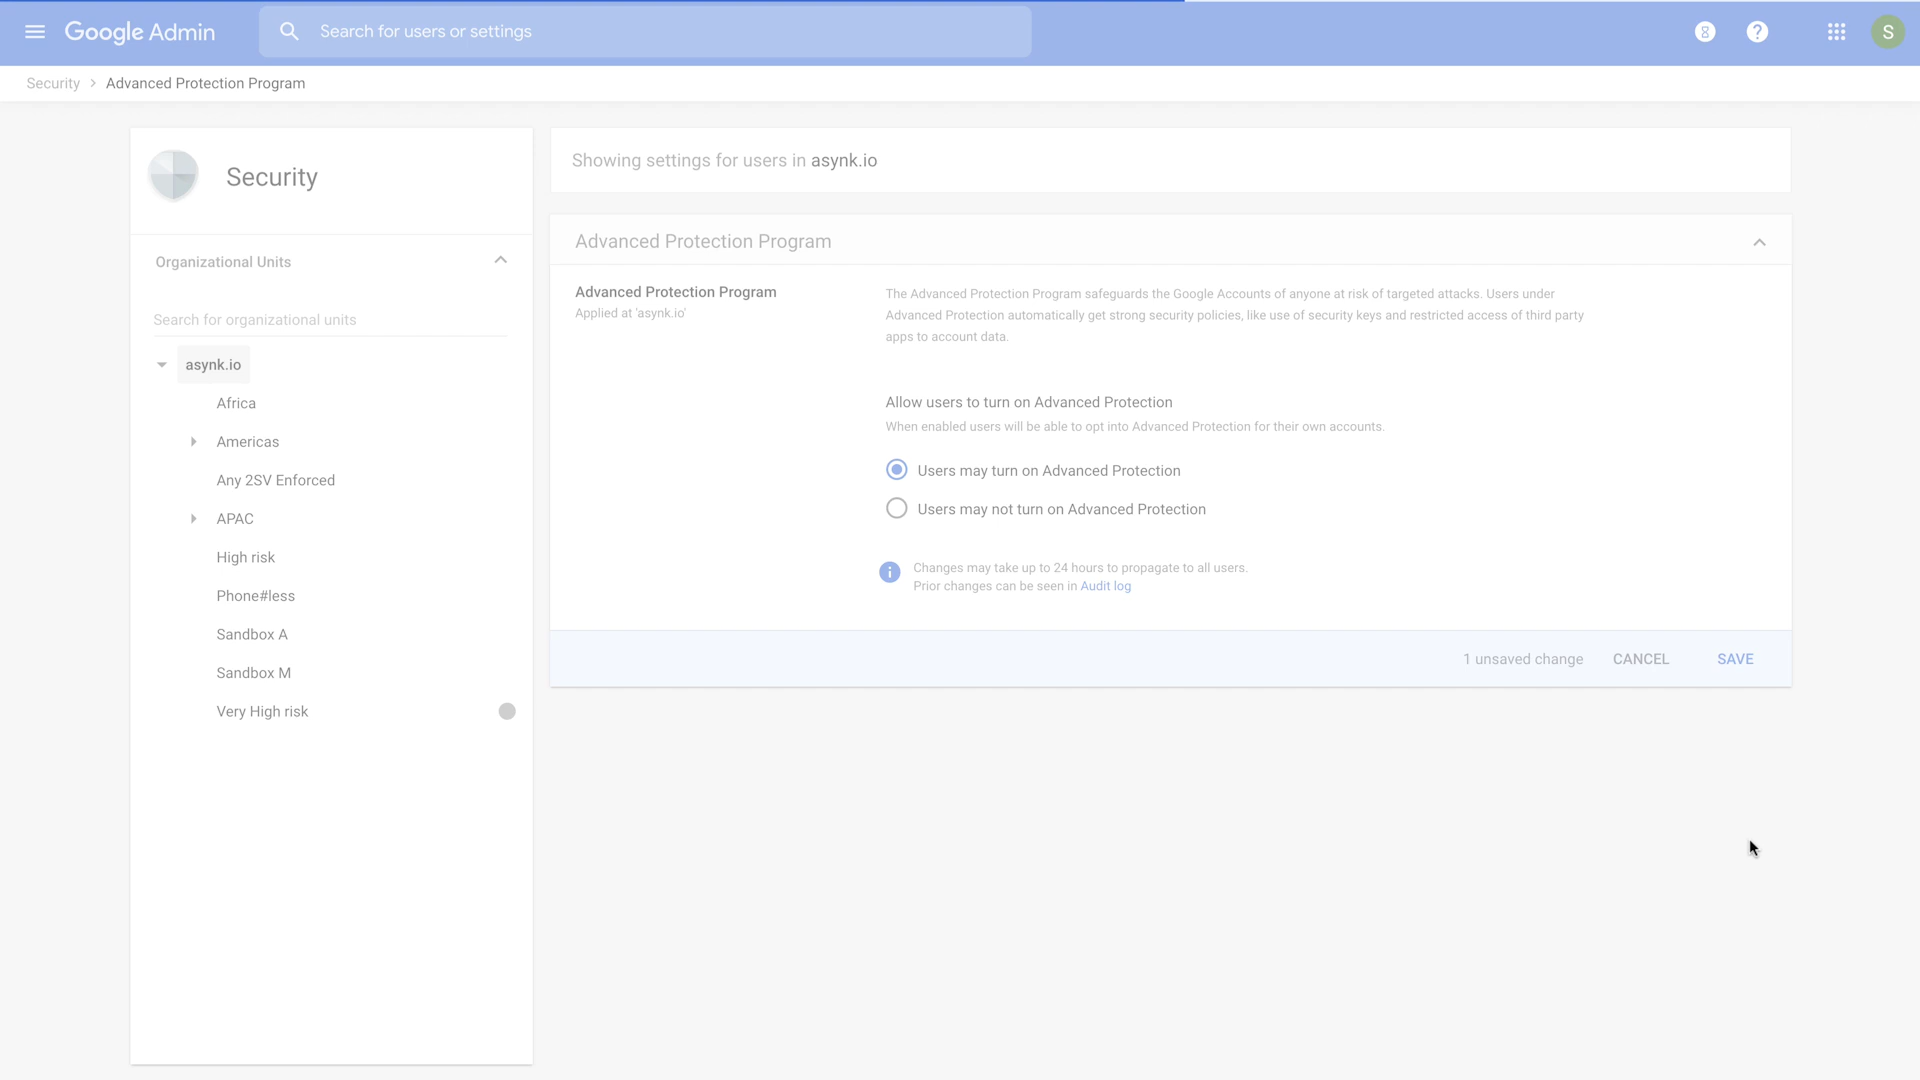 Google Admin
Search for users or settings
S
Security > Advanced Protection Program
Security
Showing settings for users in asynk.io
Organizational Units
Search for organizational units
asynk.io
Africa
Americas
Any 2SV Enforced
APAC
High risk
Phone#less
Sandbox A
Sandbox M
Very High risk
Advanced Protection Program
Advanced Protection Program
Applied at 'asynk.io'
The Advanced Protection Program safeguards the Google Accounts of anyone at risk of targeted attacks. Users under
Advanced Protection automatically get strong security policies, like use of security keys and restricted access of third party
apps to account data.
Allow users to turn on Advanced Protection
When enabled users will be able to opt into Advanced Protection for their own accounts.
Users may turn on Advanced Protection
Users may not turn on Advanced Protection
Changes may take up to 24 hours to propagate to all users.
Prior changes can be seen in Audit log
1 unsaved change CANCEL SAVE